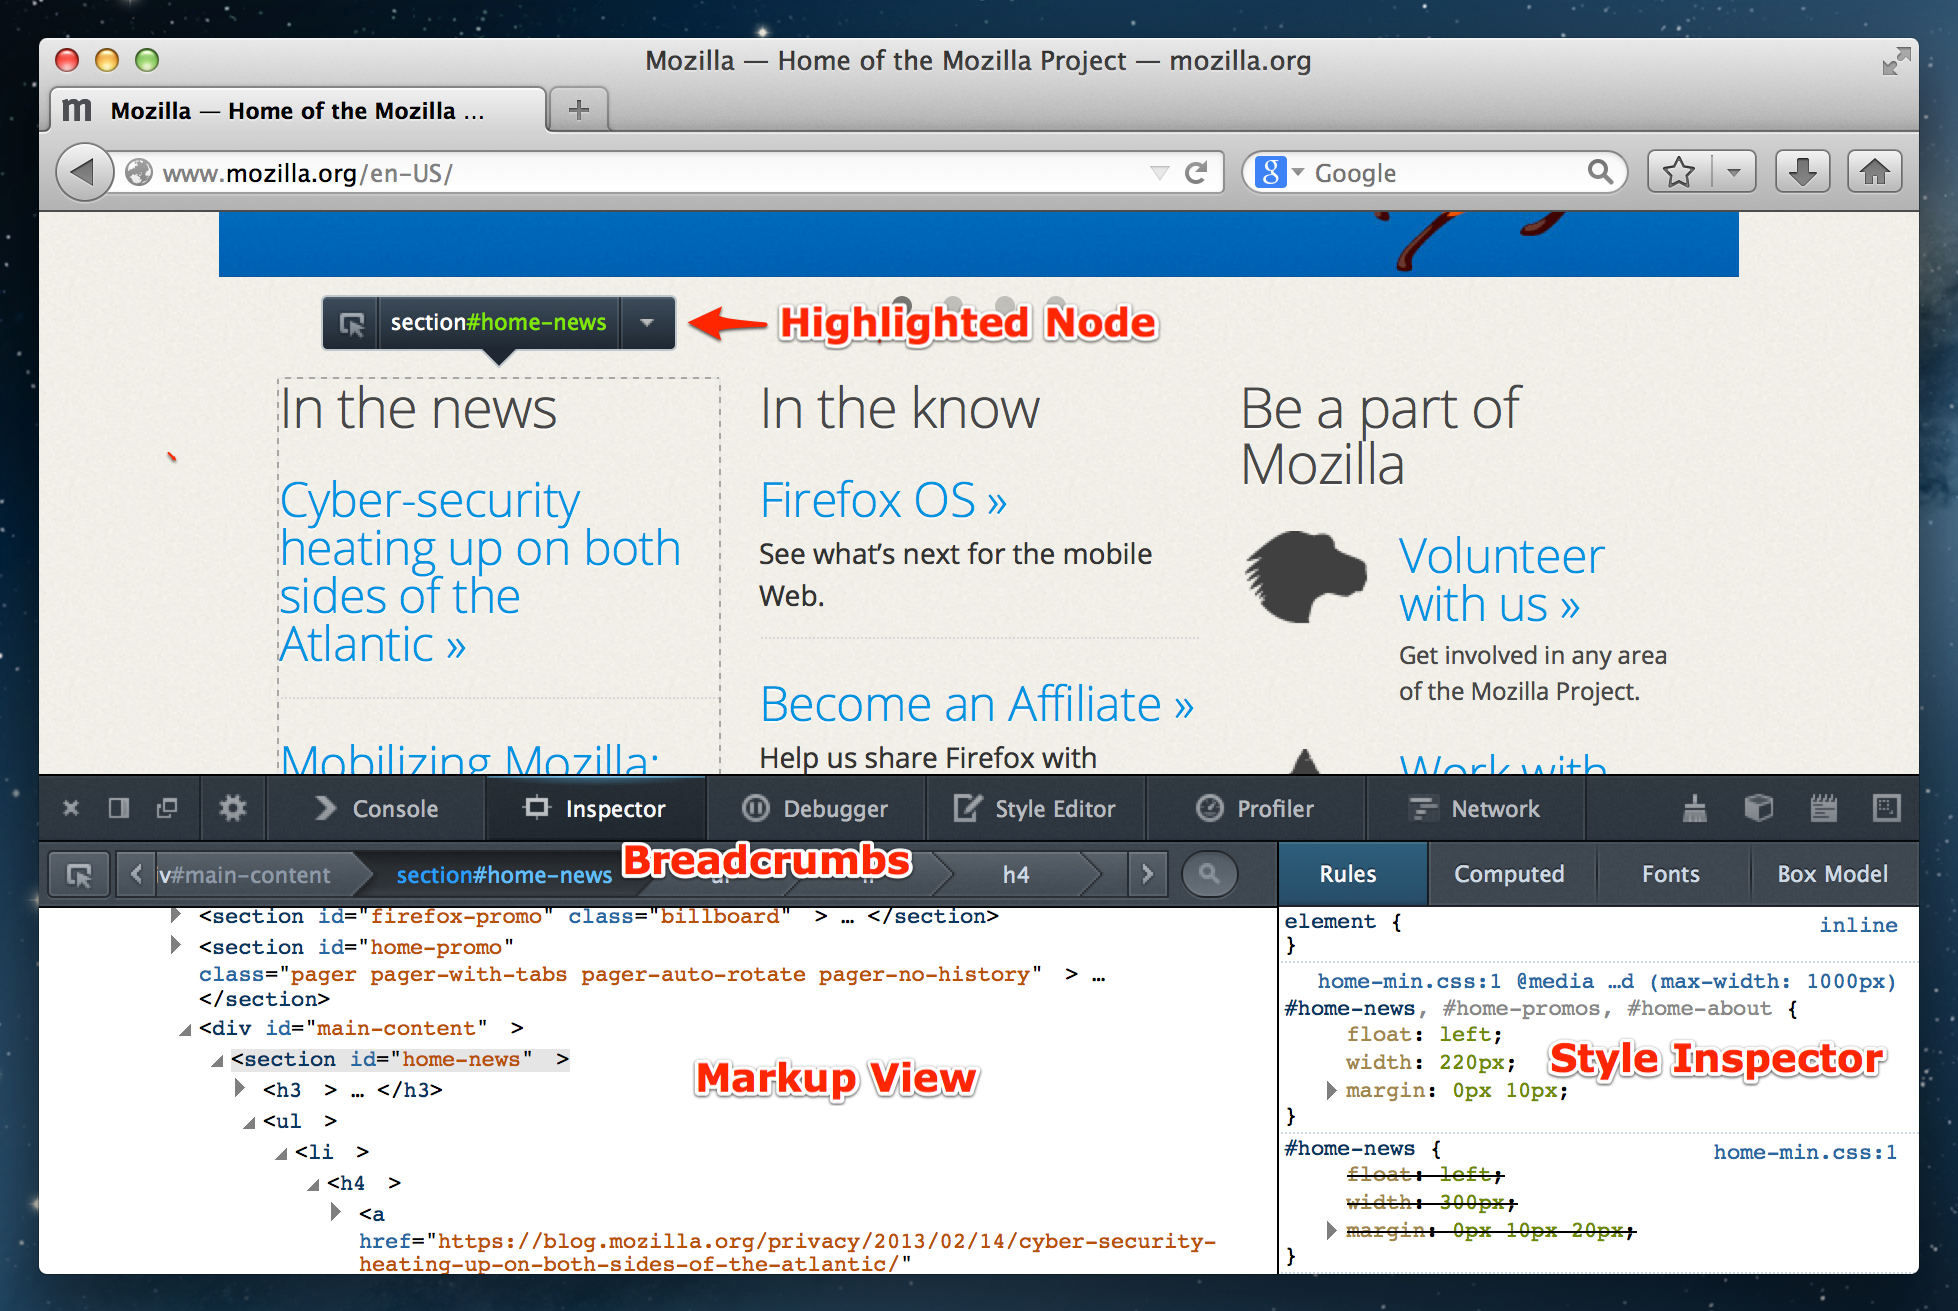 Mozilla — Home of the Mozilla Project — mozilla.org
m Mozilla — Home of the Mozilla ... +
www.mozilla.org/en-US/ g Google
section#home-news
Highlighted Node
In the news
Cyber-security
heating up on both
sides of the
Atlantic »
Mobilizing Mozilla:
In the know
Firefox OS »
See what's next for the mobile
Web.
Become an Affiliate »
Help us share Firefox with
Be a part of
Mozilla
Volunteer
with us »
Get involved in any area
of the Mozilla Project.
Work with
Console Inspector Debugger Style Editor Profiler Network
v#main-content section#home-news h4
Breadcrumbs
Rules Computed Fonts Box Model
<section id="firefox-promo" class="billboard" > … </section>
<section id="home-promo"
class="pager pager-with-tabs pager-auto-rotate pager-no-history" > …
</section>
<div id="main-content" >
<section id="home-news" >
<h3 > … </h3>
<ul >
<li >
<h4 >
<a
href="https://blog.mozilla.org/privacy/2013/02/14/cyber-security-
heating-up-on-both-sides-of-the-atlantic/"
Markup View
element {
inline
}
home-min.css:1 @media …d (max-width: 1000px)
#home-news, #home-promos, #home-about {
float: left;
width: 220px;
margin: 0px 10px;
}
Style Inspector
#home-news {
home-min.css:1
float: left;
width: 300px;
margin: 0px 10px 20px;
}